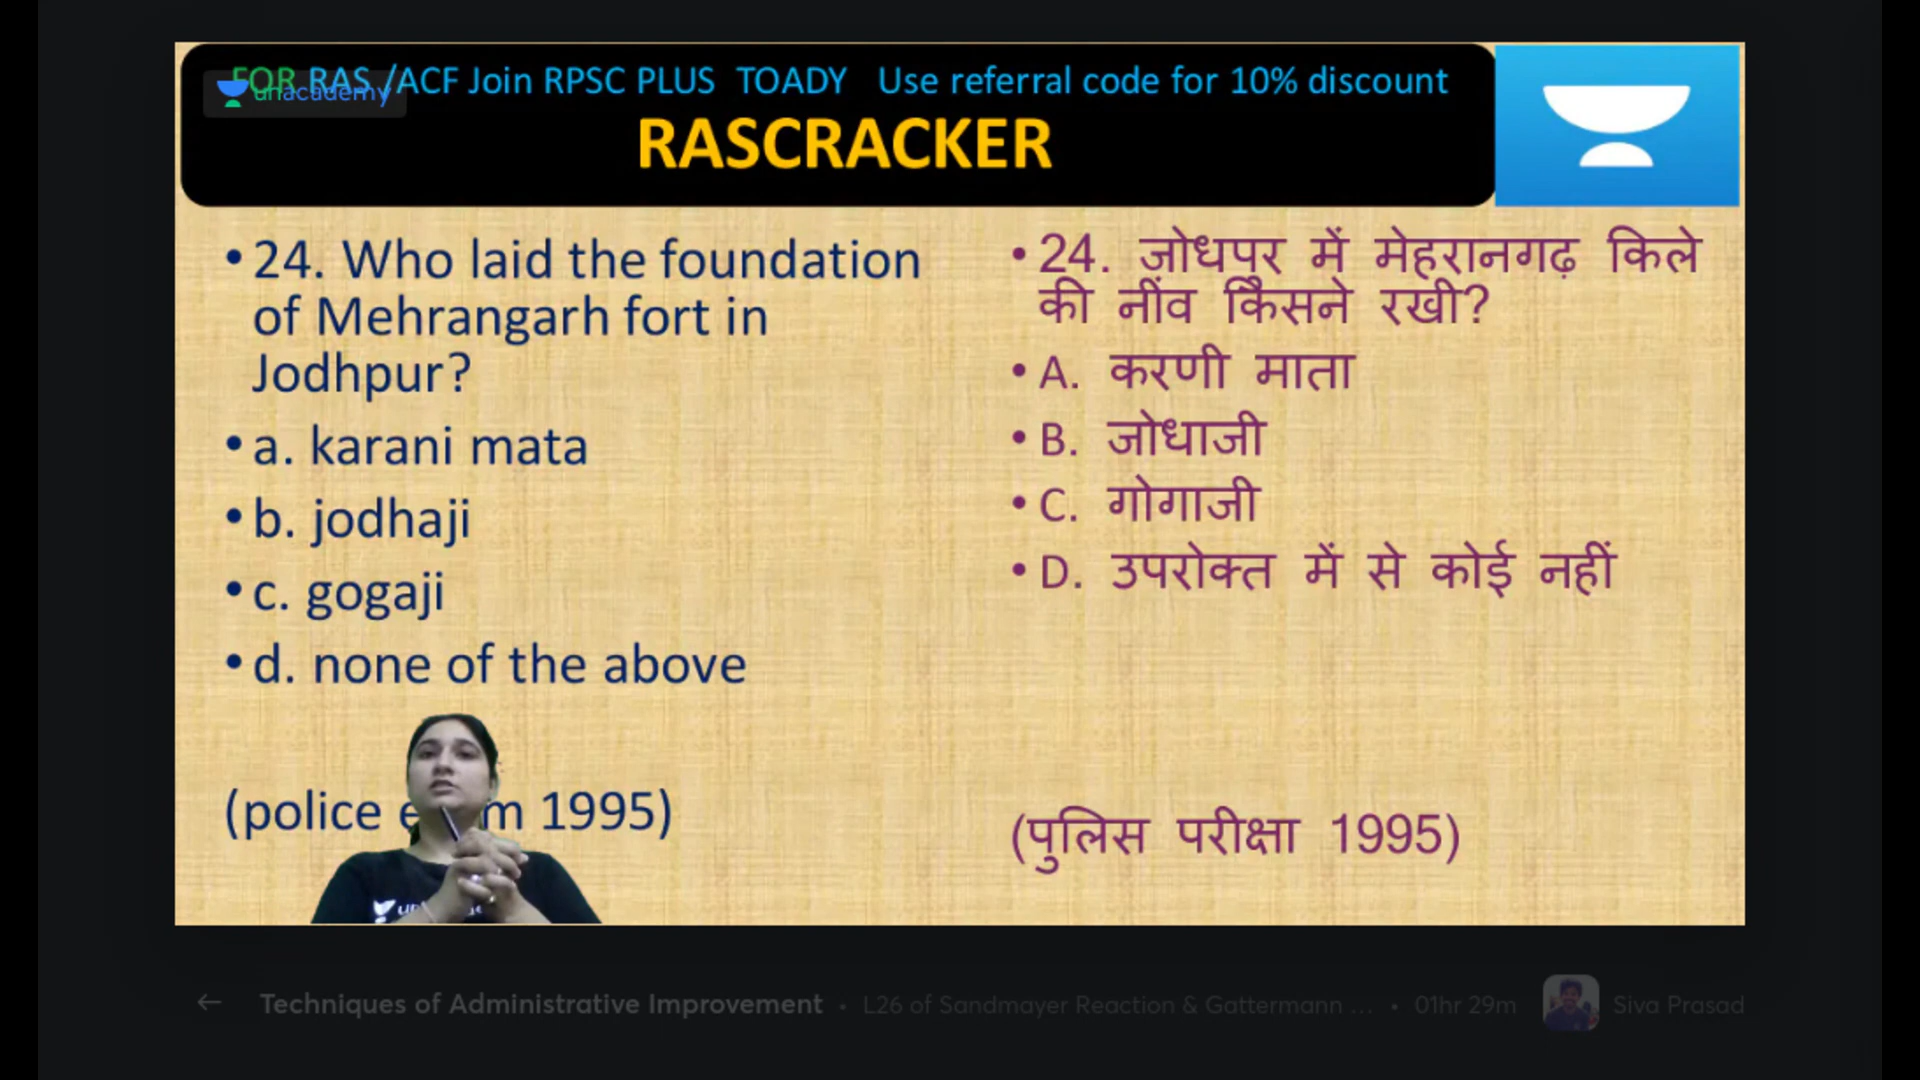 FOR RAS /ACF Join RPSC PLUS TOADY Use referral code for 10% discount
unacademy
RASCRACKER
• 24. Who laid the foundation
of Mehrangarh fort in
Jodhpur?
• a. karani mata
• b. jodhaji
• c. gogaji
• d. none of the above
(police e m 1995)
• 24. जोधपुर में मेहरानगढ़ किले
की नींव किसने रखी?
• A. करणी माता
• B. जोधाजी
• C. गोगाजी
• D. उपरोक्त में से कोई नहीं
(पुलिस परीक्षा 1995)
← Techniques of Administrative Improvement • L26 of Sandmayer Reaction & Gattermann ... • 01hr 29m Siva Prasad